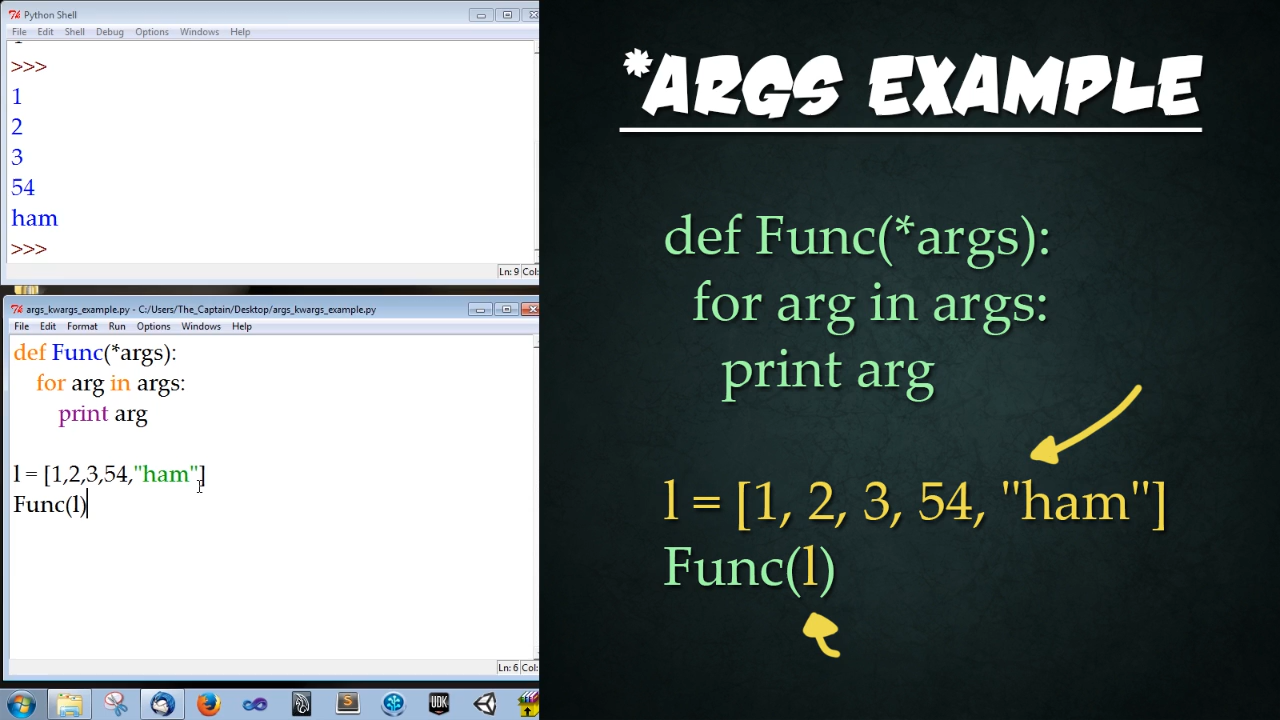 Python Shell
File Edit Shell Debug Options Windows Help
>>>
1
2
3
54
ham
>>>
Ln: 9 Col:
args_kwargs_example.py - C:/Users/The_Captain/Desktop/args_kwargs_example.py
File Edit Format Run Options Windows Help
def Func(*args):
    for arg in args:
        print arg
l = [1,2,3,54,"ham"]
Func(l)
Ln: 6 Col:
UDK
*ARGS EXAMPLE
def Func(*args):
  for arg in args:
    print arg
l = [1, 2, 3, 54, "ham"]
Func(l)